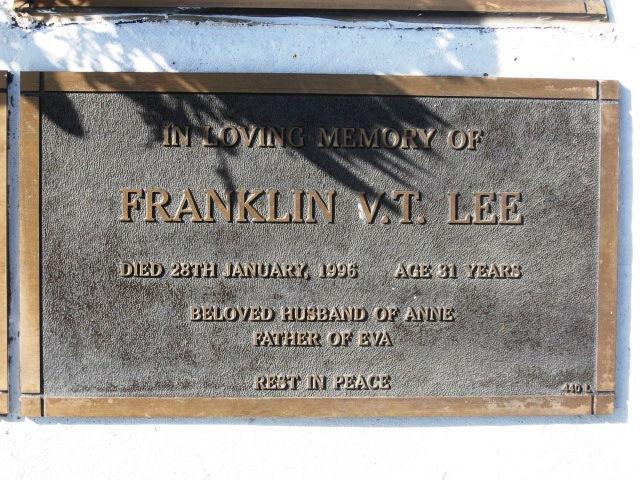 IN LOVING MEMORY OF
FRANKLIN V.T. LEE
DIED 28TH JANUARY, 1996 AGE 31 YEARS
BELOVED HUSBAND OF ANNE
FATHER OF EVA
REST IN PEACE
440 L